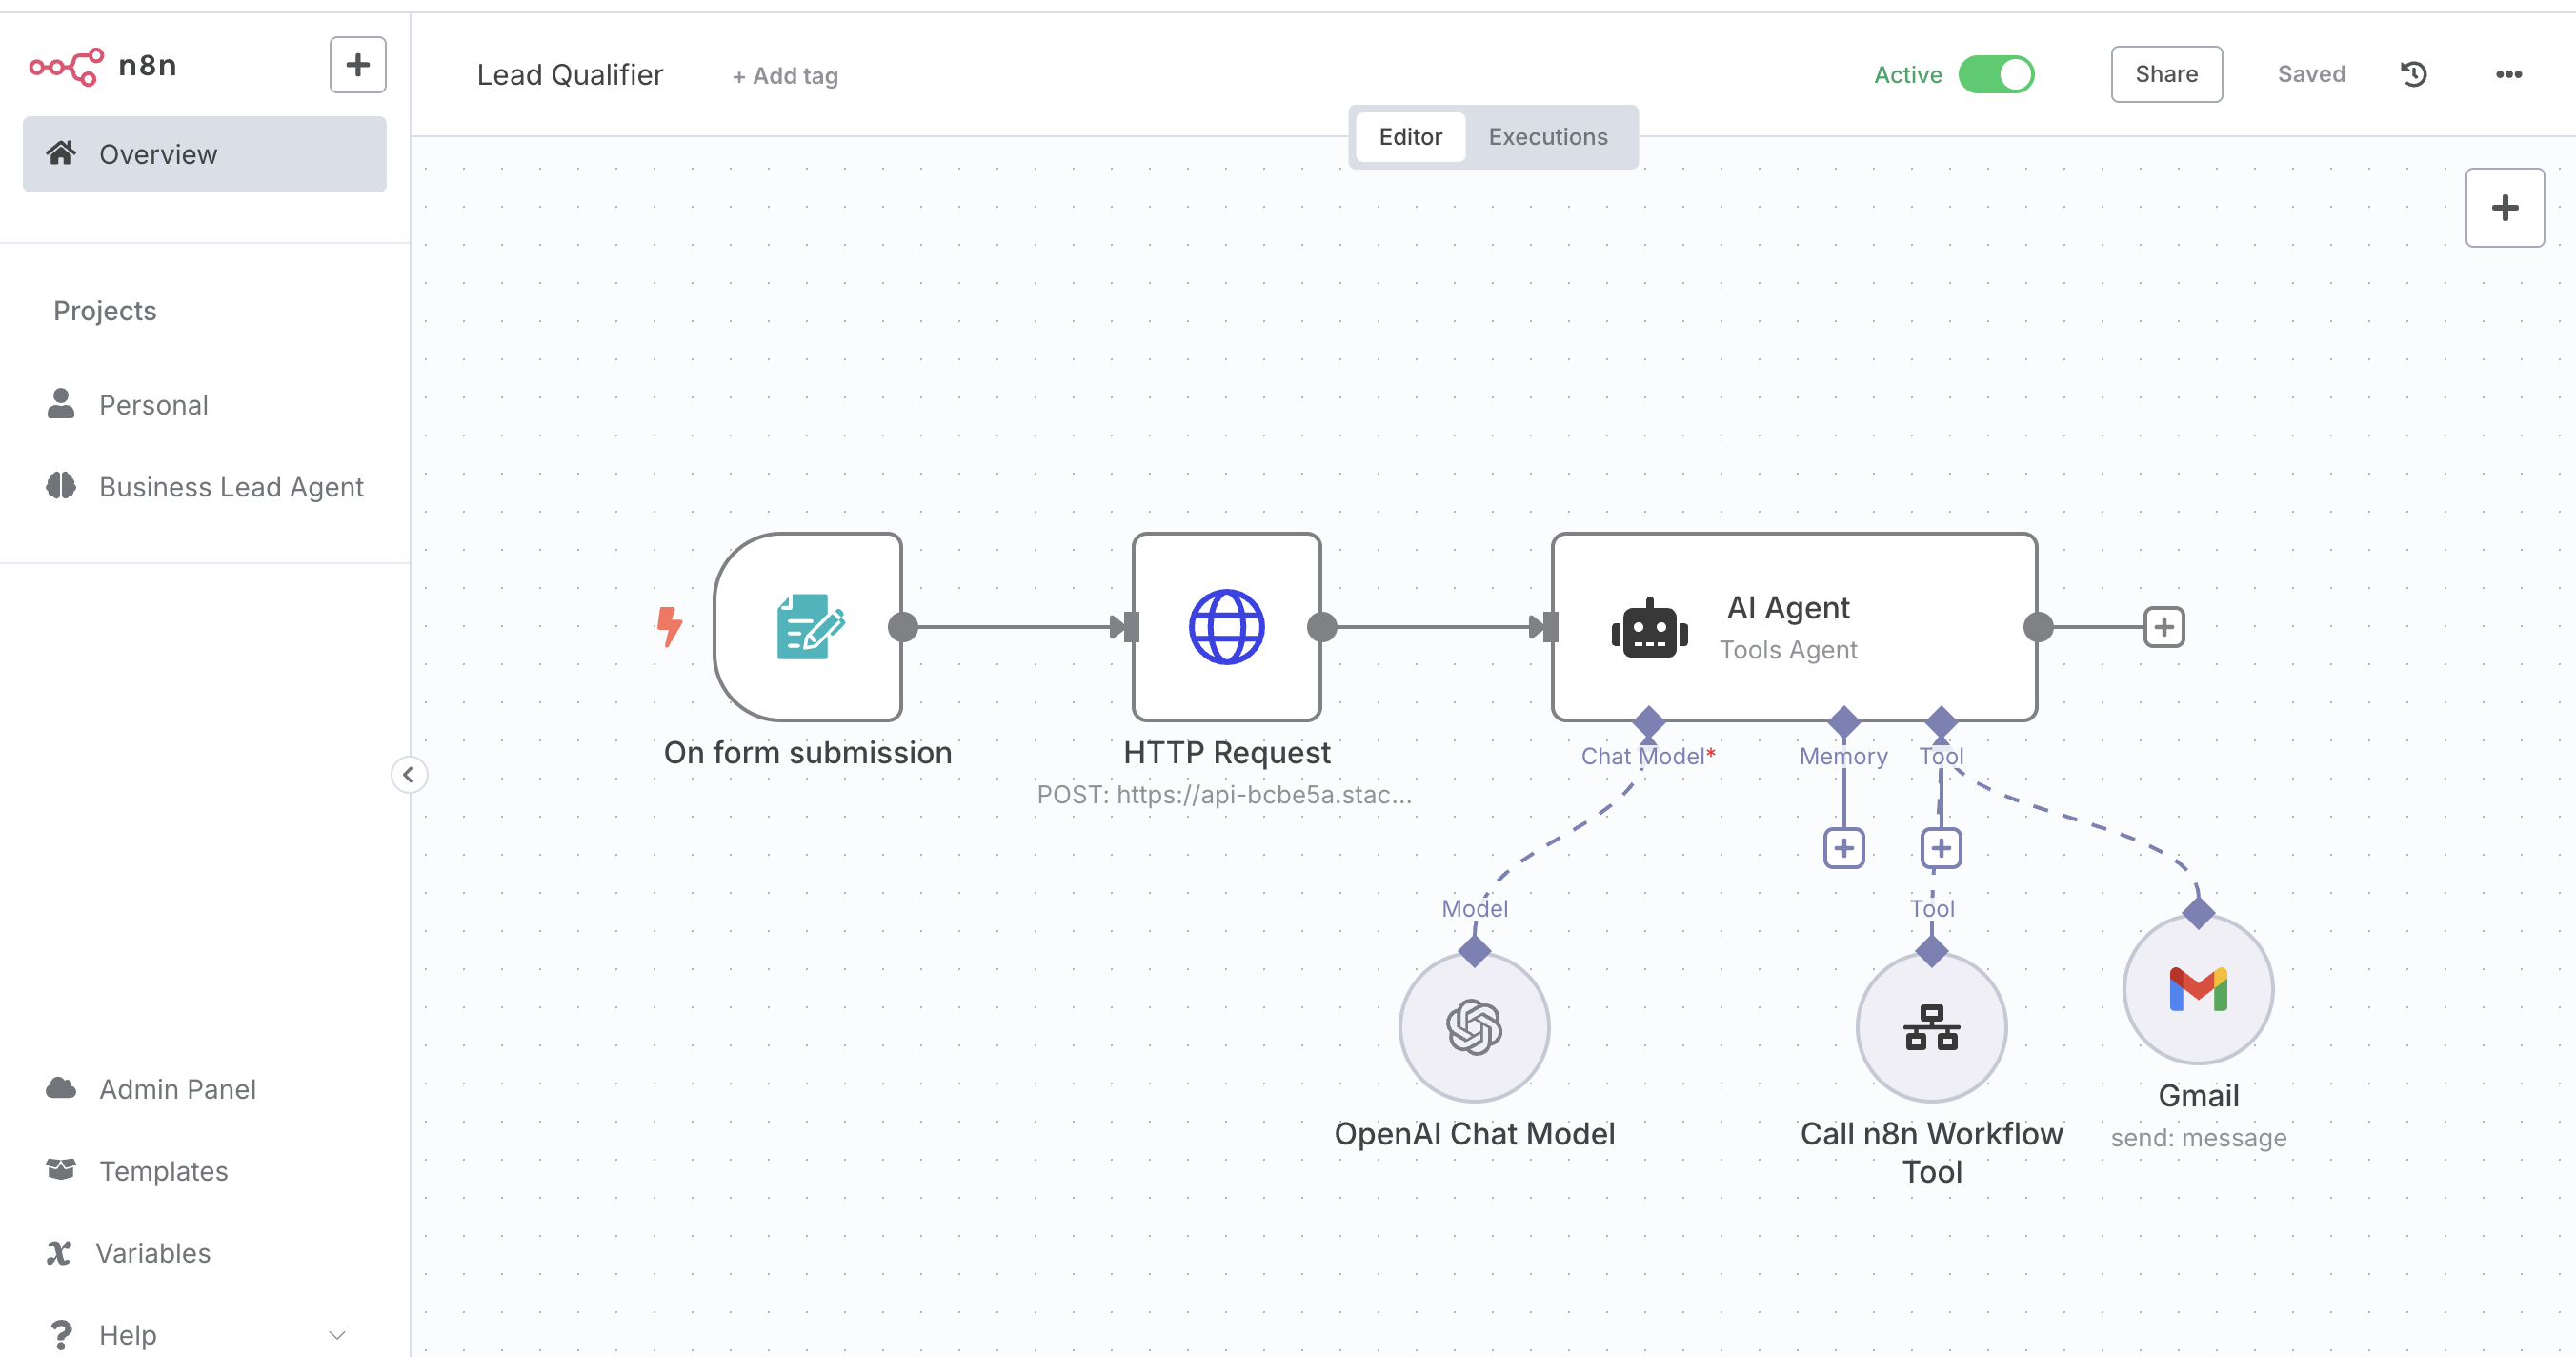 n8n
Overview
Projects
Personal
Business Lead Agent
Admin Panel
Templates
Variables
Help
Lead Qualifier
+ Add tag
Active
Share
Saved
Editor
Executions
On form submission
HTTP Request
POST: https://api-bcbe5a.stac...
AI Agent
Tools Agent
Chat Model*
Memory
Tool
Model
Tool
OpenAI Chat Model
Call n8n Workflow
Tool
Gmail
send: message